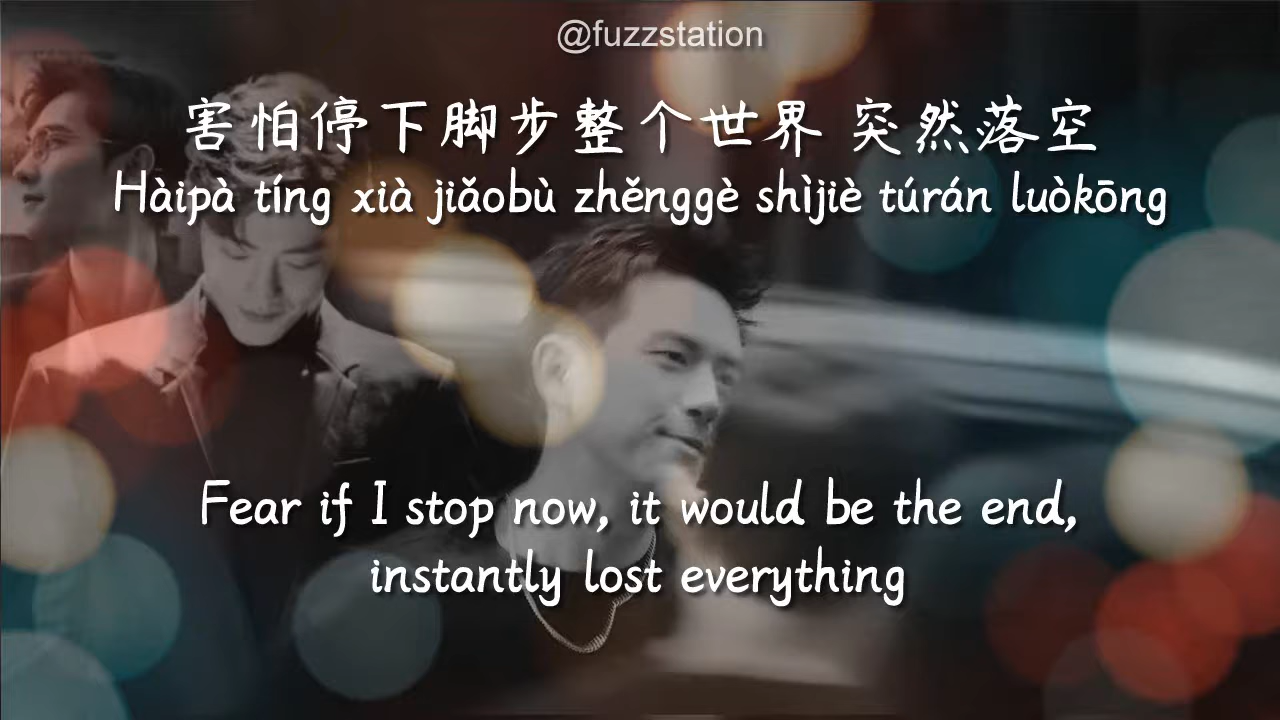 @fuzzstation
害怕停下脚步整个世界 突然落空
Hàipà tíng xià jiǎobù zhěnggè shìjiè túrán luòkōng
Fear if I stop now, it would be the end,
instantly lost everything